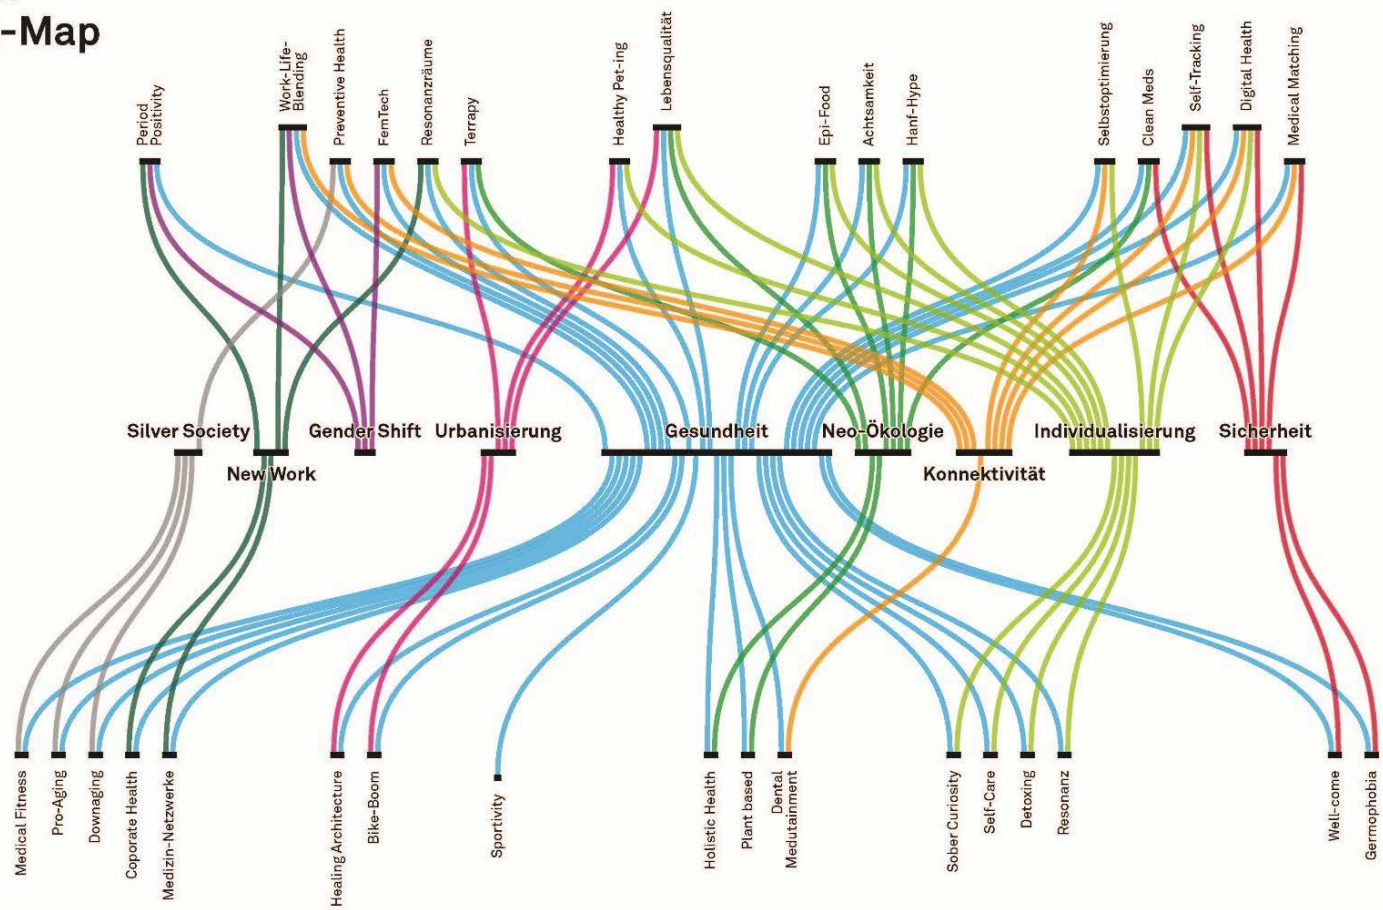 -Map
Period
Positivity
Work-Life-
Blending
Preventive Health
FemTech
Resonanzräume
Terrapy
Healthy Pet-ing
Lebensqualität
Epi-Food
Achtsamkeit
Hanf-Hype
Selbstoptimierung
Clean Meds
Self-Tracking
Digital Health
Medical Matching
Silver Society
New Work
Gender Shift
Urbanisierung
Gesundheit
Neo-Ökologie
Konnektivität
Individualisierung
Sicherheit
Medical Fitness
Pro-Aging
Downaging
Coporate Health
Medizin-Netzwerke
Healing Architecture
Bike-Boom
Sportivity
Holistic Health
Plant based
Dental
Medutainment
Sober Curiosity
Self-Care
Detoxing
Resonanz
Well-come
Germophobia